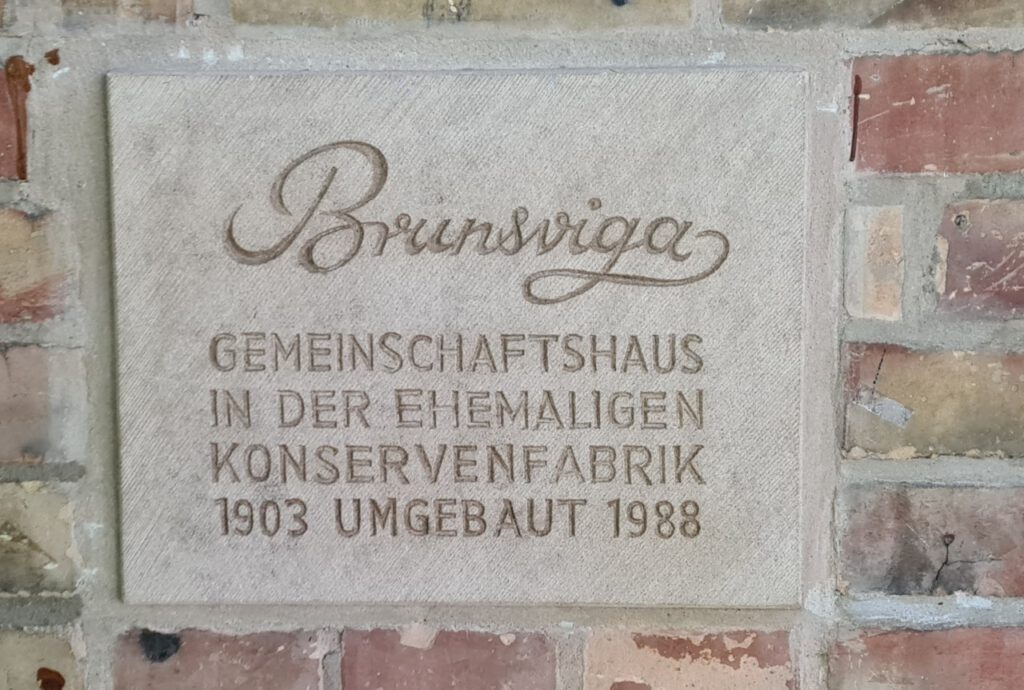 Brunsviga
GEMEINSCHAFTSHAUS
IN DER EHEMALIGEN
KONSERVENFABRIK
1903 UMGEBAUT 1988